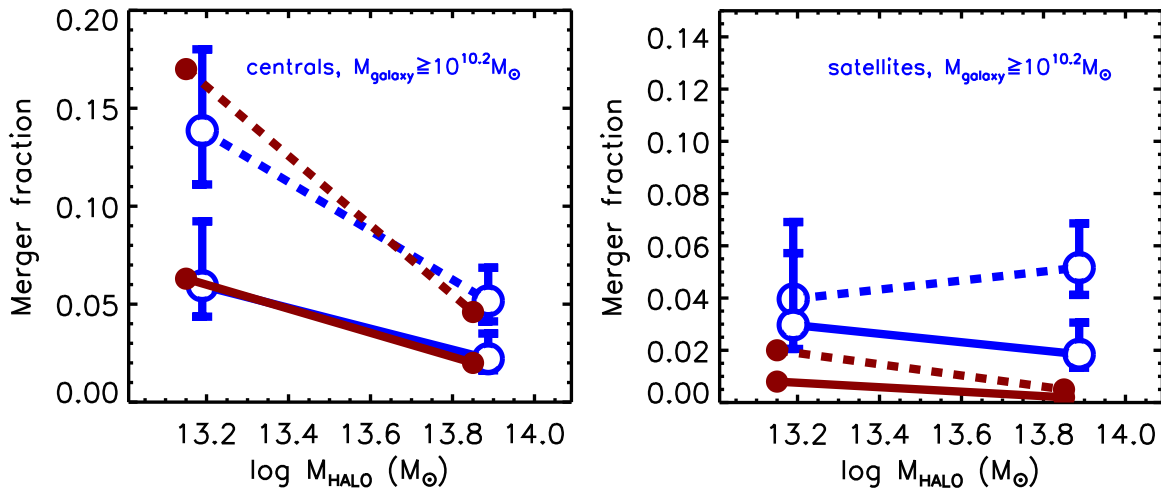 centrals, M_galaxy≧10^10.2 M_⊙
0.20
0.15
0.10
0.05
0.00
Merger fraction
13.2 13.4 13.6 13.8 14.0
log M_HALO (M_⊙)
satellites, M_galaxy≧10^10.2 M_⊙
0.14
0.12
0.10
0.08
0.06
0.04
0.02
0.00
Merger fraction
13.2 13.4 13.6 13.8 14.0
log M_HALO (M_⊙)